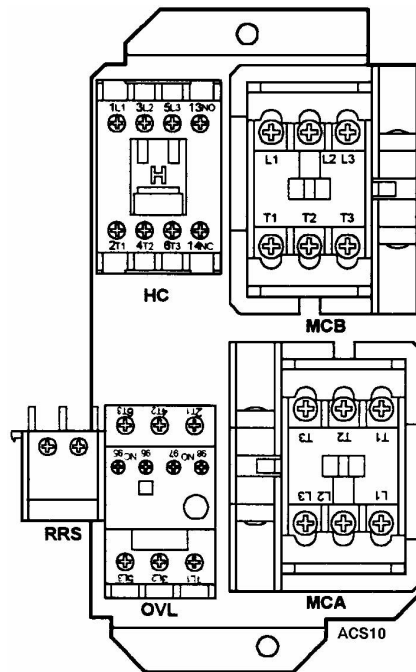 1L1 3L2 5L3 13NO
H
2T1 4T2 6T3 14NC
HC
L1 L2 L3
T1 T2 T3
MCB
6T3 4T2 2T1
95 NC 96 97 NO 98
5L3 3L2 1L1
RRS
OVL
T3 T2 T1
L3 L2 L1
MCA
ACS10